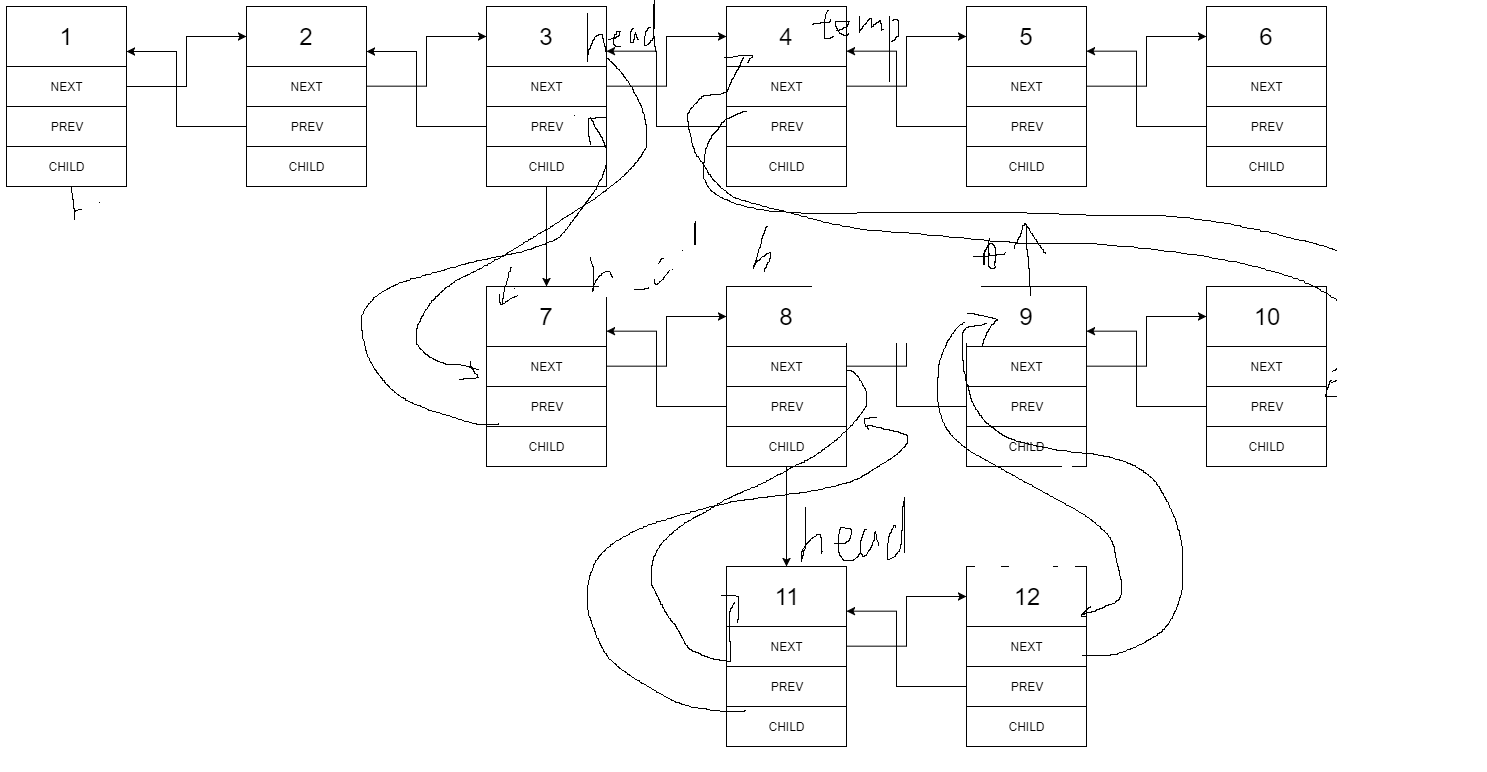 1 2 3 head 4 temp 5 6
NEXT NEXT NEXT NEXT NEXT NEXT
PREV PREV PREV PREV PREV PREV
CHILD CHILD CHILD CHILD CHILD CHILD
h
7 8 9 10
NEXT NEXT NEXT NEXT
PREV PREV PREV PREV
CHILD CHILD CHILD CHILD
head
11 12
NEXT NEXT
PREV PREV
CHILD CHILD